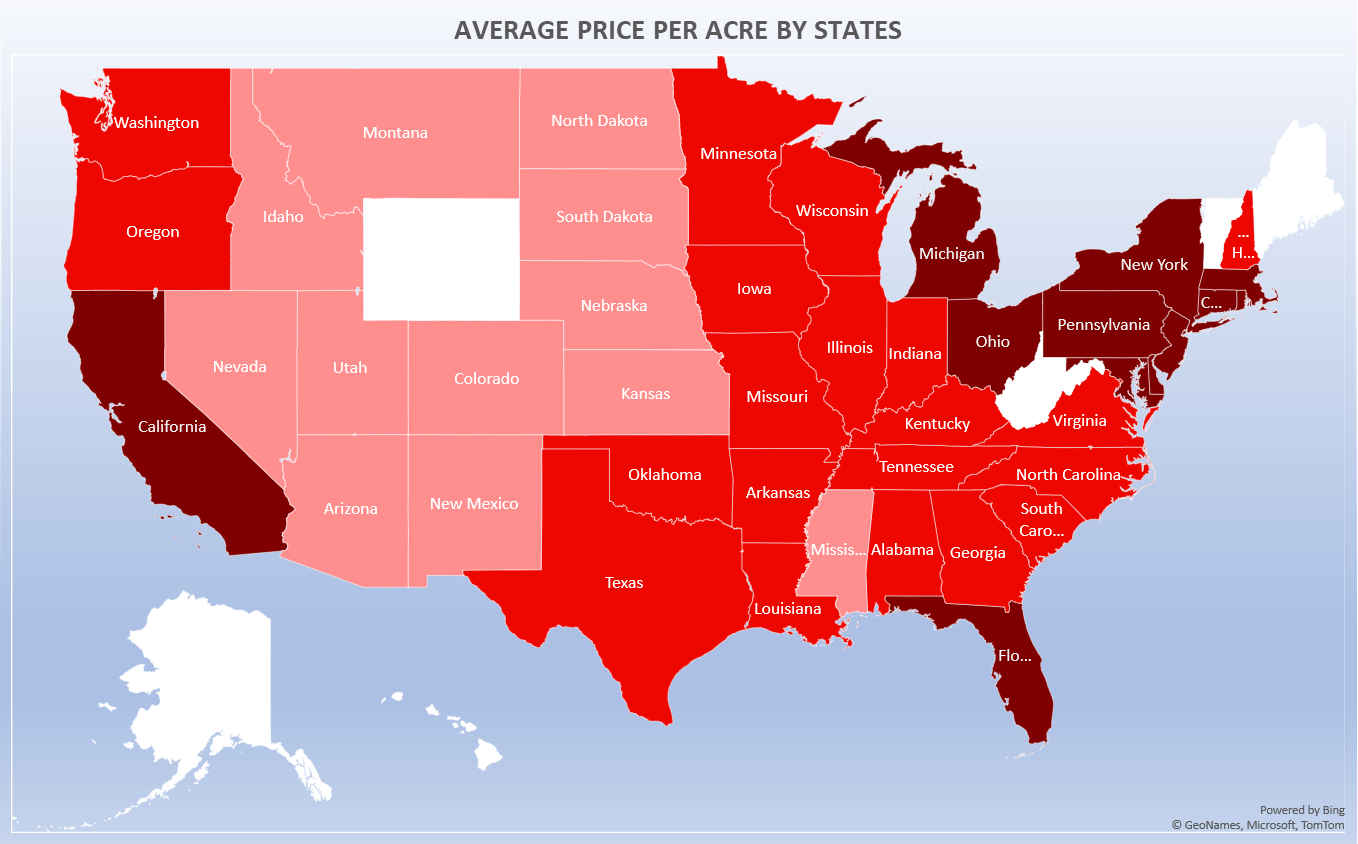 AVERAGE PRICE PER ACRE BY STATES
Washington
Montana
North Dakota
Minnesota
Oregon
Idaho
South Dakota
Wisconsin
Michigan
New York
...
H...
Iowa
Nebraska
C...
Pennsylvania
Ohio
Illinois
Indiana
Nevada
Utah
Colorado
Kansas
Missouri
California
Kentucky
Virginia
Tennessee
North Carolina
Oklahoma
Arkansas
Arizona
New Mexico
South
Caro...
Missis...
Alabama
Georgia
Texas
Louisiana
Flo...
Powered by Bing
© GeoNames, Microsoft, TomTom